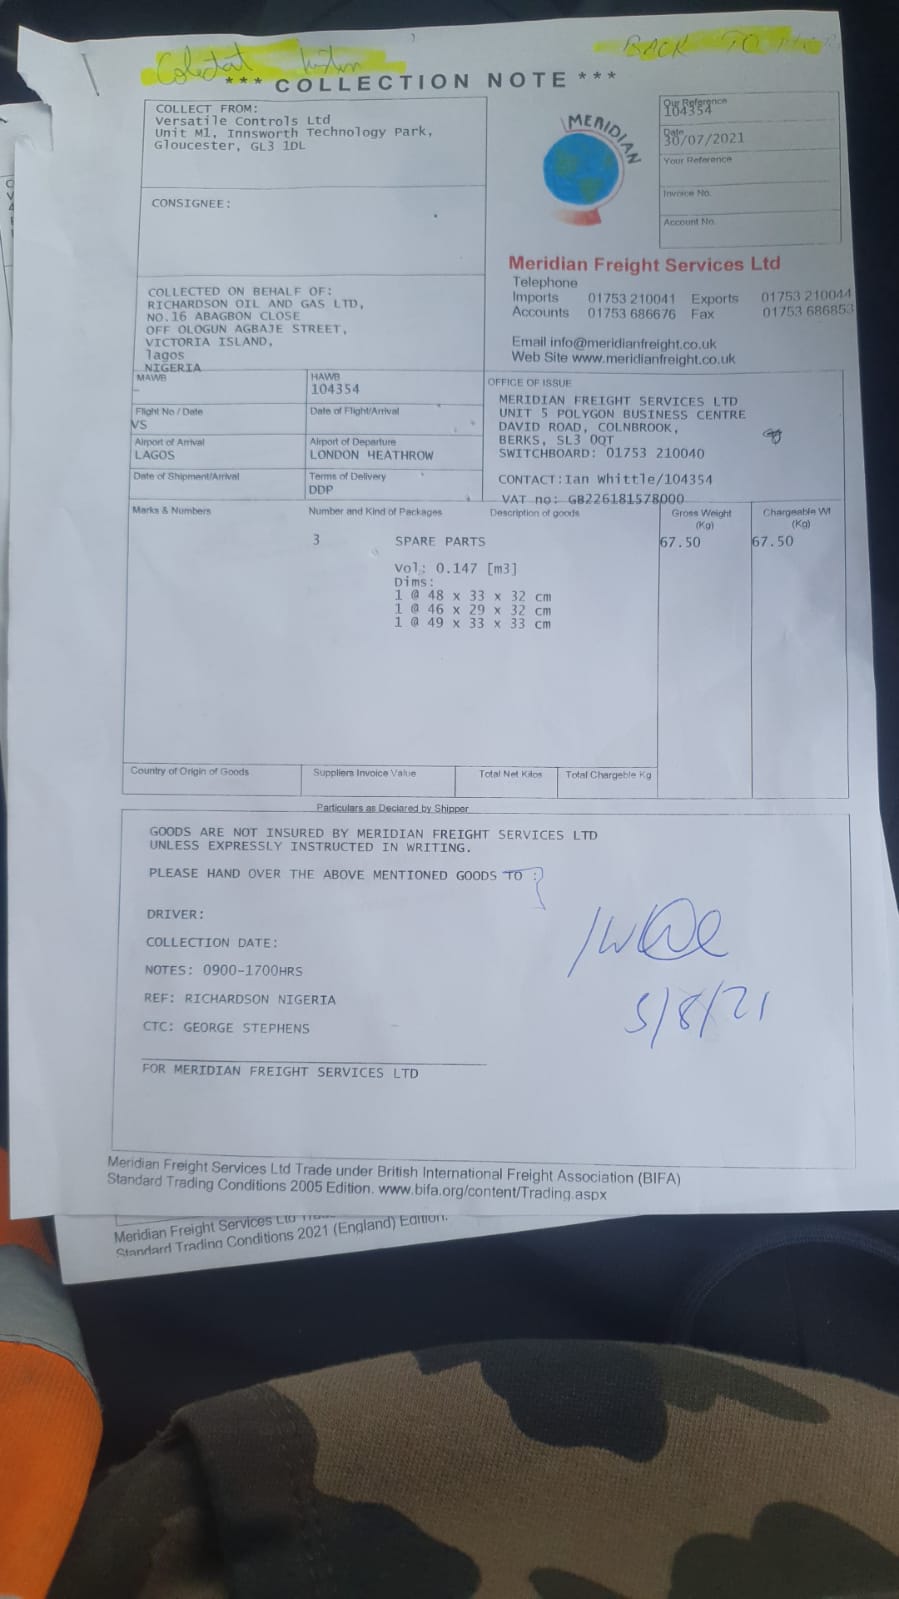 BACK TO
*** COLLECTION NOTE ***
COLLECT FROM:
Versatile Controls Ltd
Unit M1, Innsworth Technology Park,
Gloucester, GL3 1DL
CONSIGNEE:
MERIDIAN
Our Reference
104354
Date
30/07/2021
Your Reference
Invoice No.
Account No.
Meridian Freight Services Ltd
Telephone
Imports 01753 210041 Exports 01753 210044
Accounts 01753 686676 Fax 01753 686853
Email info@meridianfreight.co.uk
Web Site www.meridianfreight.co.uk
COLLECTED ON BEHALF OF:
RICHARDSON OIL AND GAS LTD,
NO.16 ABAGBON CLOSE
OFF OLOGUN AGBAJE STREET,
VICTORIA ISLAND,
lagos
NIGERIA
MAWB
–
HAWB
104354
Flight No / Date
VS
Date of Flight/Arrival
Airport of Arrival
LAGOS
Airport of Departure
LONDON HEATHROW
Date of Shipment/Arrival
Terms of Delivery
DDP
OFFICE OF ISSUE
MERIDIAN FREIGHT SERVICES LTD
UNIT 5 POLYGON BUSINESS CENTRE
DAVID ROAD, COLNBROOK,
BERKS, SL3 0QT
SWITCHBOARD: 01753 210040
CONTACT:Ian Whittle/104354
VAT no: GB226181578000
Marks & Numbers Number and Kind of Packages Description of goods Gross Weight (Kg) Chargeable Wt (Kg)
3 SPARE PARTS 67.50 67.50
Vol: 0.147 [m3]
Dims:
1 @ 48 x 33 x 32 cm
1 @ 46 x 29 x 32 cm
1 @ 49 x 33 x 33 cm
Country of Origin of Goods Suppliers Invoice Value Total Net Kilos Total Chargeble Kg
Particulars as Declared by Shipper
GOODS ARE NOT INSURED BY MERIDIAN FREIGHT SERVICES LTD
UNLESS EXPRESSLY INSTRUCTED IN WRITING.
PLEASE HAND OVER THE ABOVE MENTIONED GOODS TO :
DRIVER:
COLLECTION DATE:
NOTES: 0900-1700HRS
REF: RICHARDSON NIGERIA
CTC: GEORGE STEPHENS
5/8/21
FOR MERIDIAN FREIGHT SERVICES LTD
Meridian Freight Services Ltd Trade under British International Freight Association (BIFA)
Standard Trading Conditions 2005 Edition. www.bifa.org/content/Trading.aspx
Meridian Freight Services Ltd
Standard Trading Conditions 2021 (England) Edition.